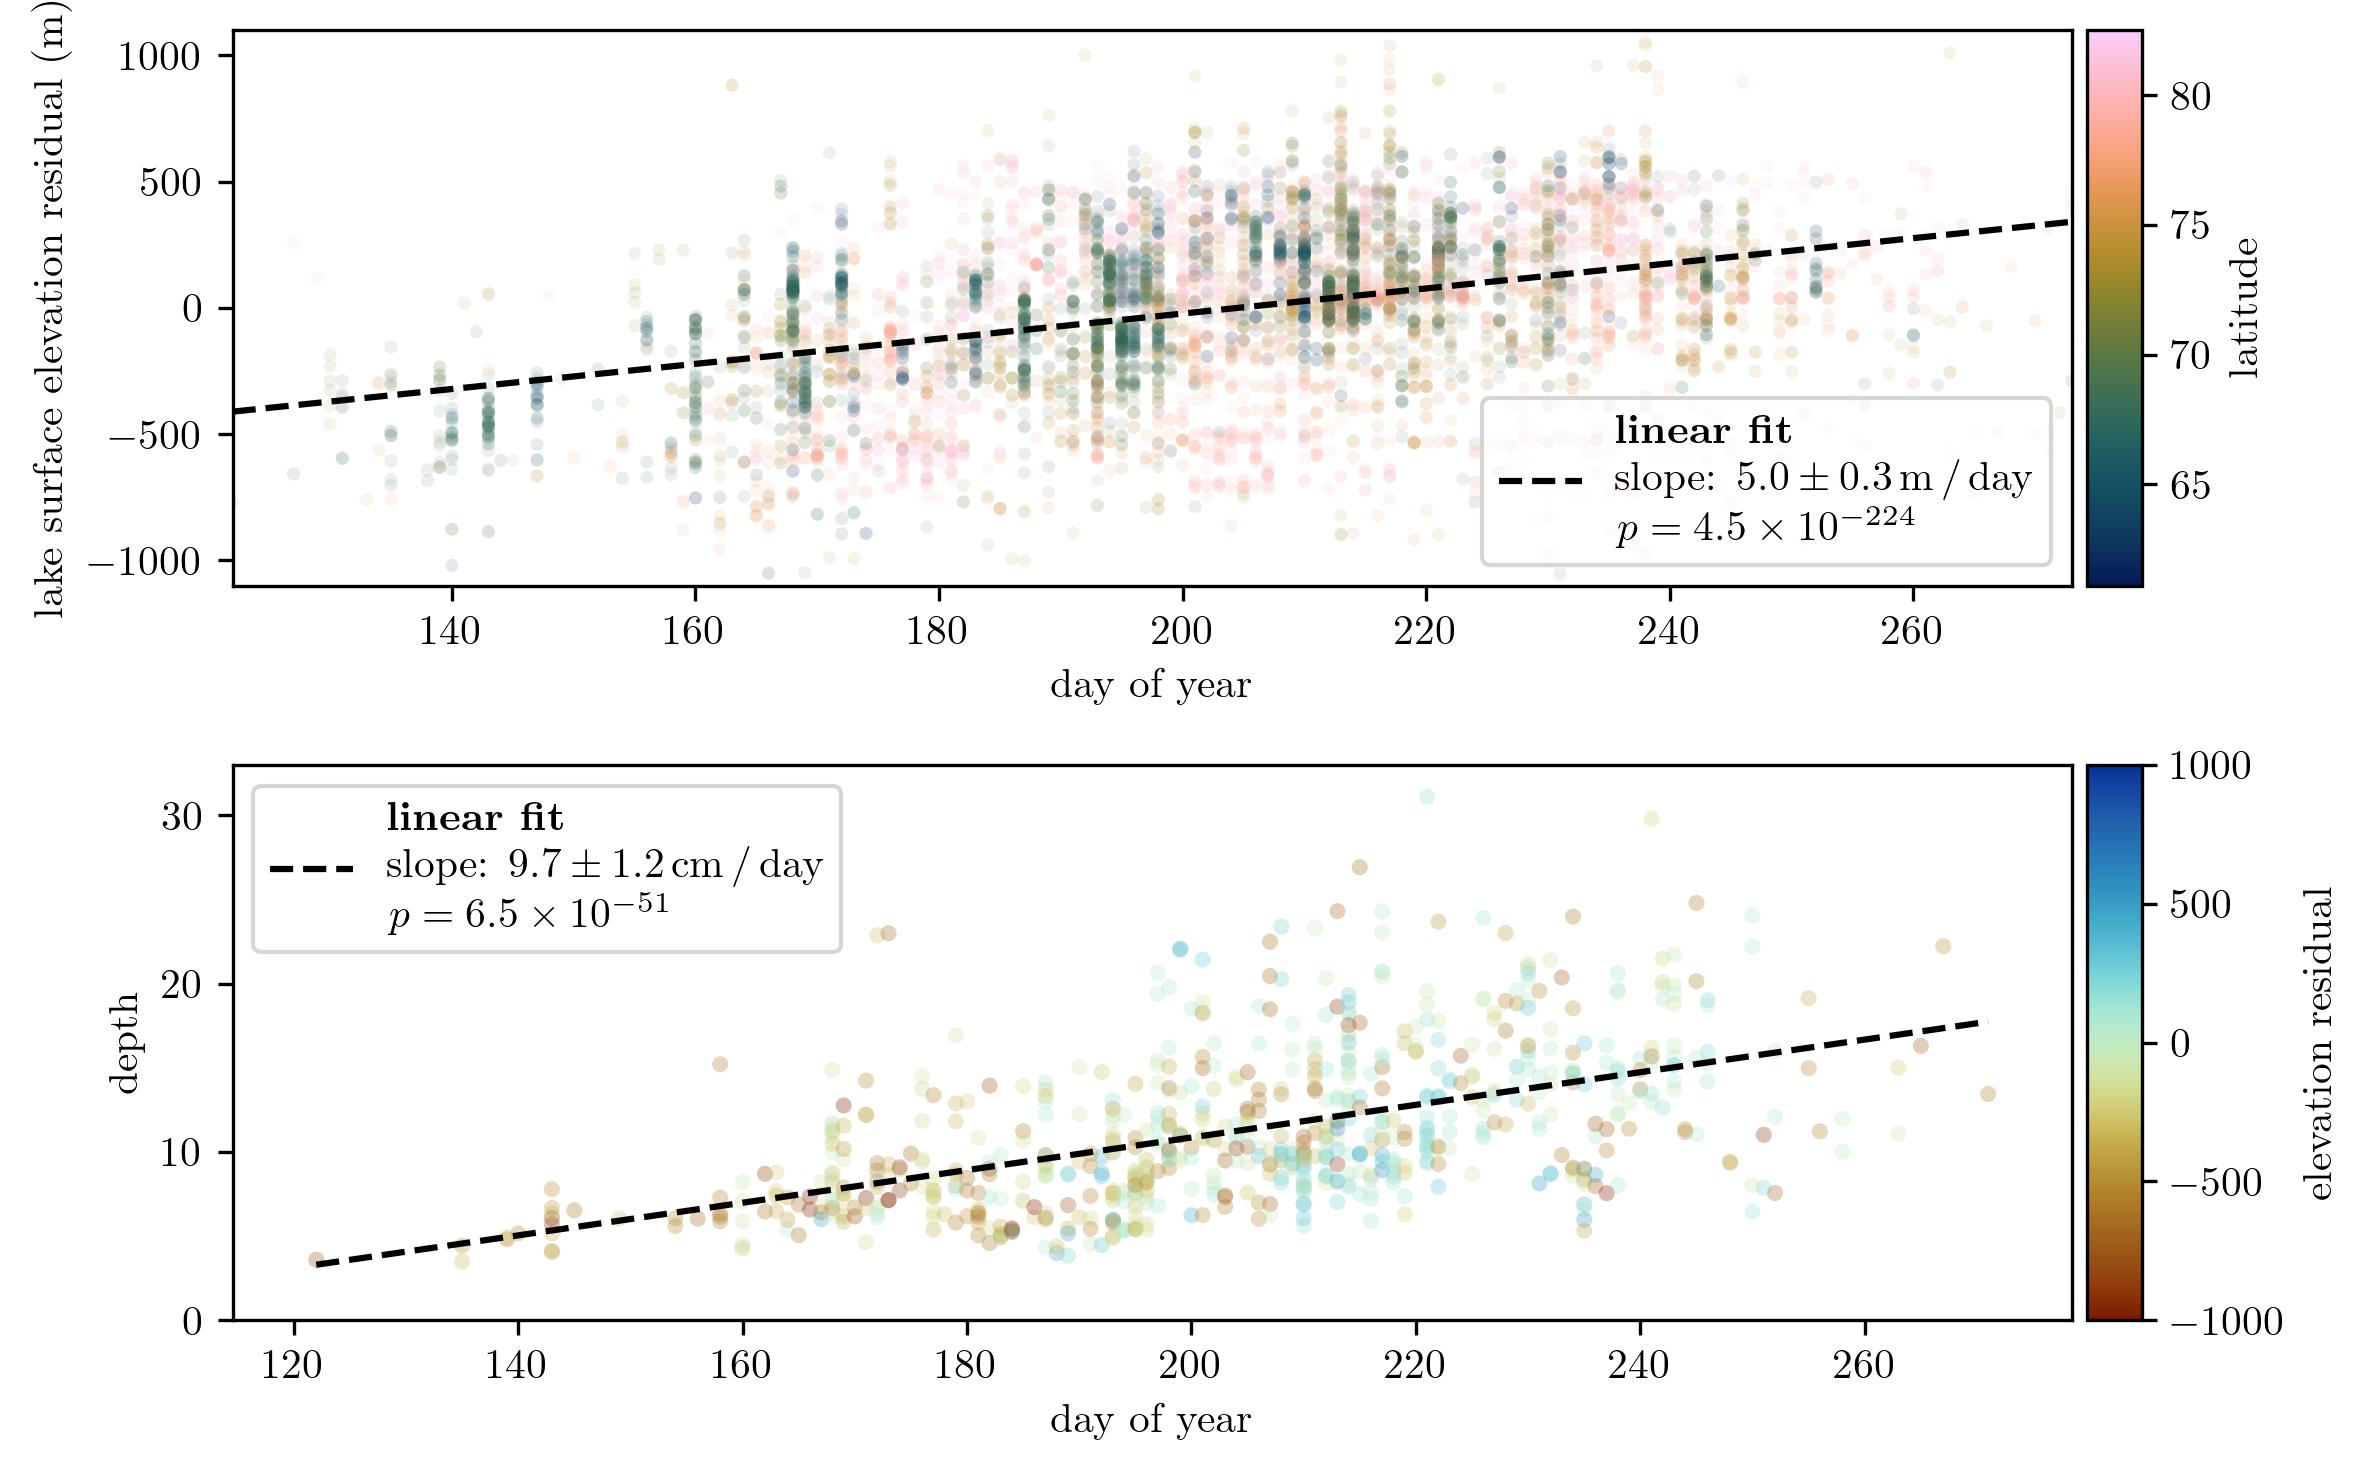 lake surface elevation residual (m)
1000
500
0
−500
−1000
linear fit
slope: 5.0 ± 0.3 m / day
p = 4.5 × 10⁻²²⁴
140 160 180 200 220 240 260
day of year
80
75
70
65
latitude
depth
30
20
10
0
linear fit
slope: 9.7 ± 1.2 cm / day
p = 6.5 × 10⁻⁵¹
120 140 160 180 200 220 240 260
day of year
1000
500
0
−500
−1000
elevation residual